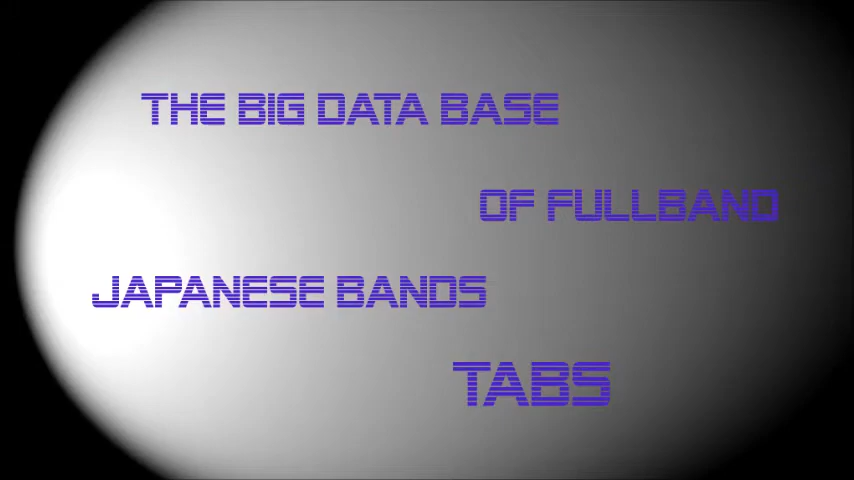 THE BIG DATA BASE
OF FULLBAND
JAPANESE BANDS
TABS